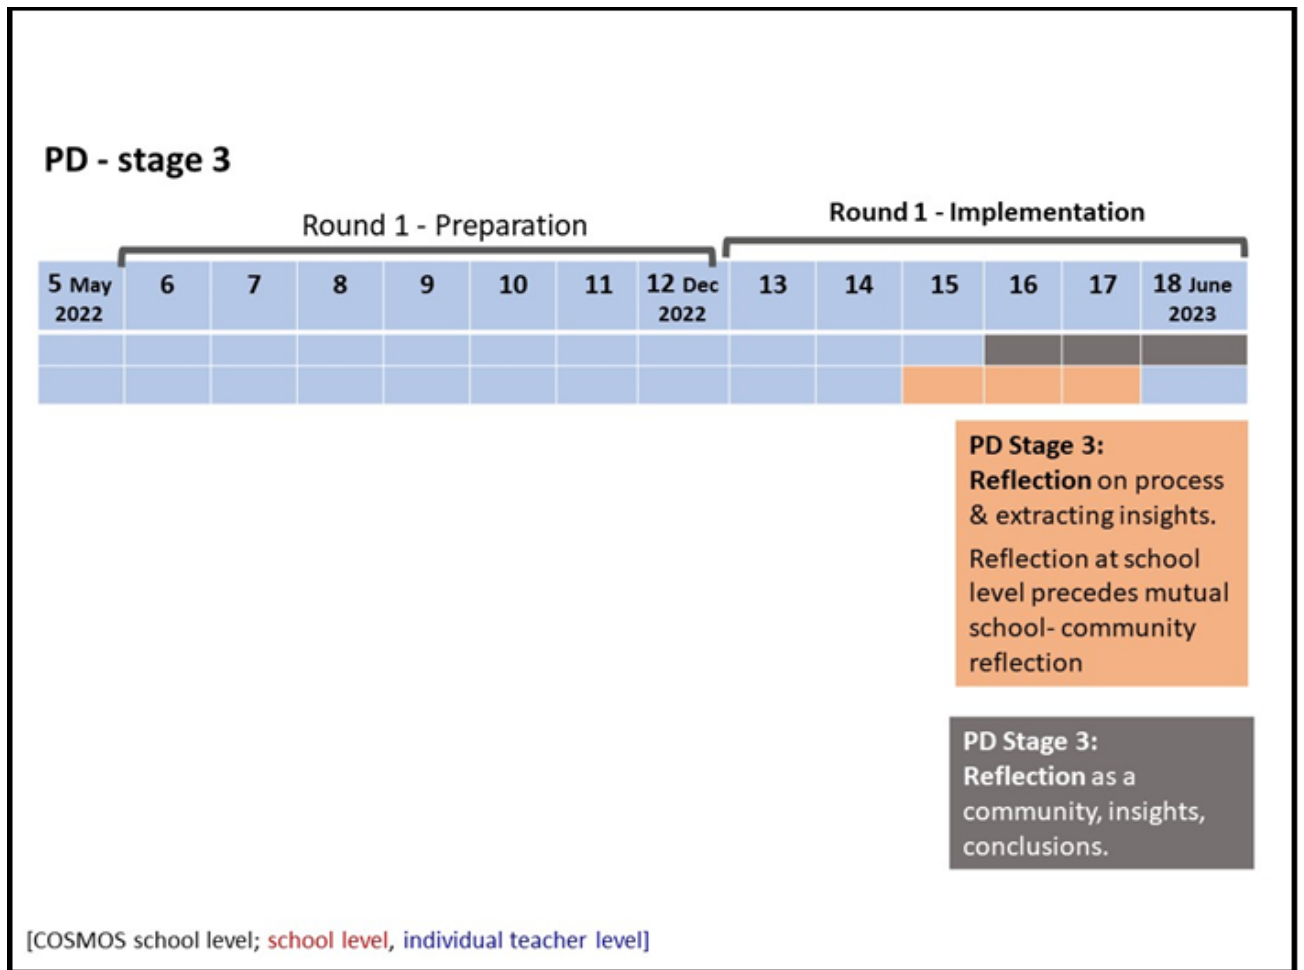 PD - stage 3
Round 1 - Preparation
Round 1 - Implementation
5 May 2022
6
7
8
9
10
11
12 Dec 2022
13
14
15
16
17
18 June 2023
PD Stage 3:
Reflection on process
& extracting insights.
Reflection at school
level precedes mutual
school- community
reflection
PD Stage 3:
Reflection as a
community, insights,
conclusions.
[COSMOS school level; school level, individual teacher level]